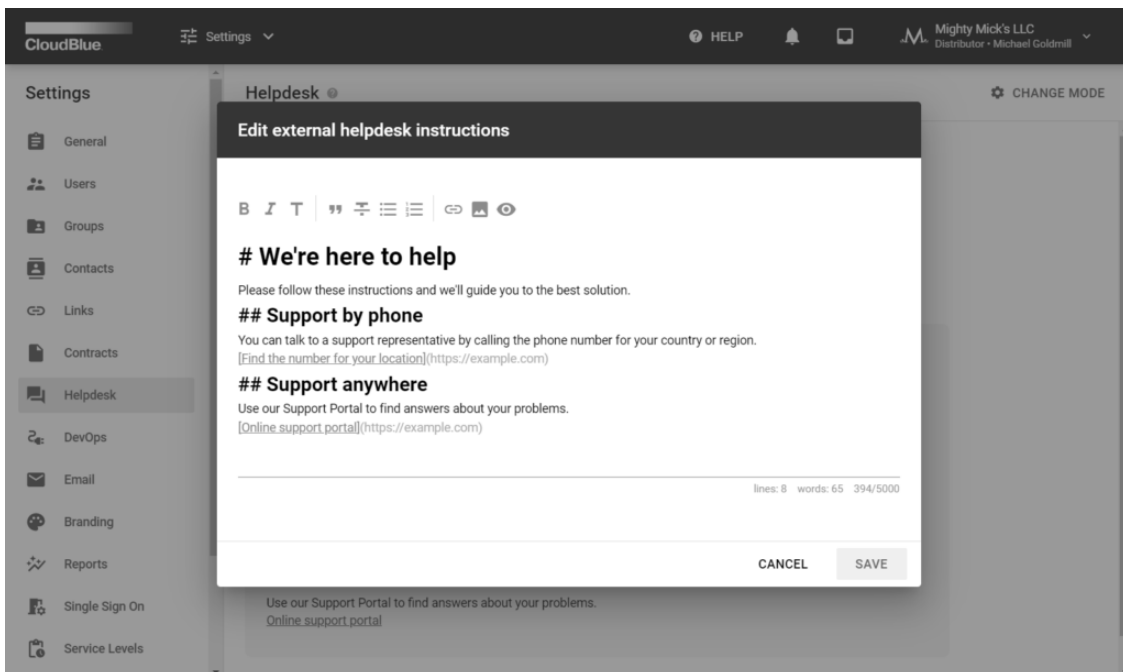 CloudBlue
Settings
HELP
Mighty Mick's LLC
Distributor • Michael Goldmill
Settings
General
Users
Groups
Contacts
Links
Contracts
Helpdesk
DevOps
Email
Branding
Reports
Single Sign On
Service Levels
Helpdesk
CHANGE MODE
Edit external helpdesk instructions
# We're here to help
Please follow these instructions and we'll guide you to the best solution.
## Support by phone
You can talk to a support representative by calling the phone number for your country or region.
[Find the number for your location](https://example.com)
## Support anywhere
Use our Support Portal to find answers about your problems.
[Online support portal](https://example.com)
lines: 8 words: 65 394/5000
CANCEL
SAVE
Use our Support Portal to find answers about your problems.
Online support portal